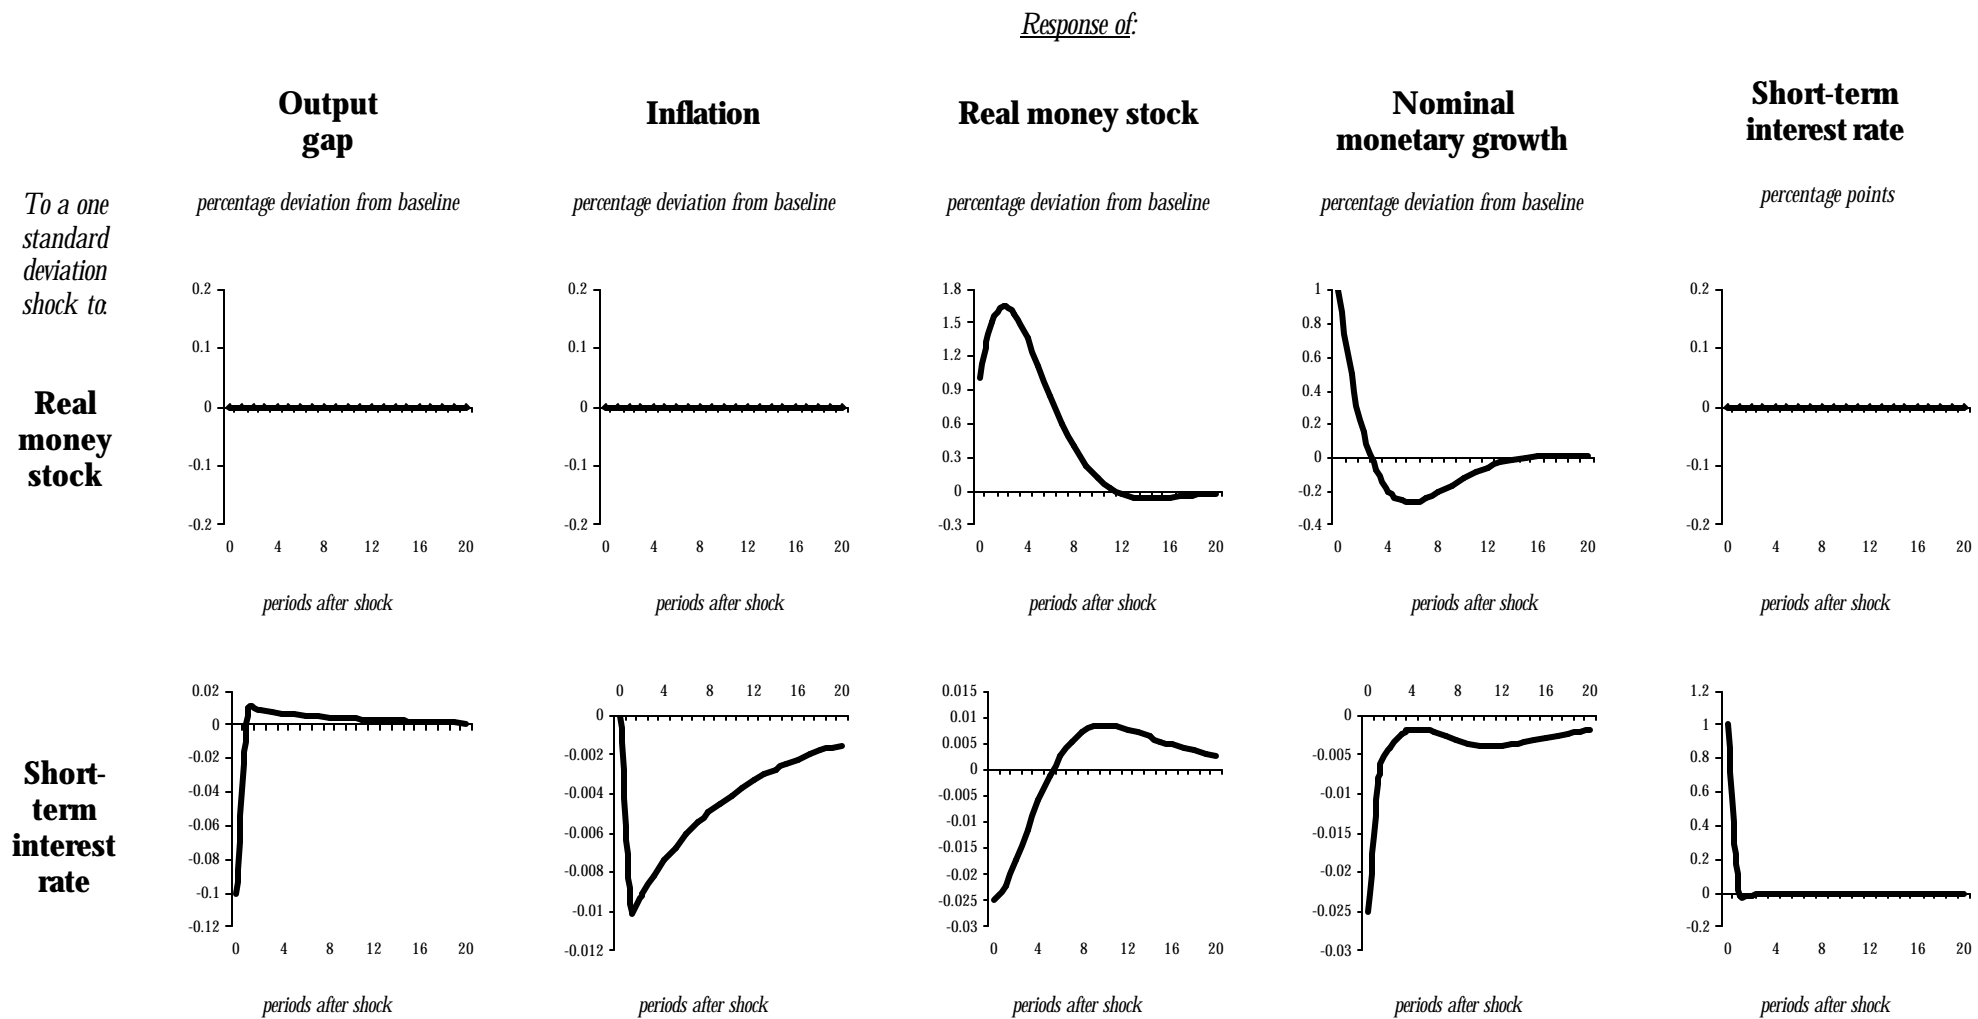 Response of:
Output
gap
Inflation
Real money stock
Nominal
monetary growth
Short-term
interest rate
To a one
standard
deviation
shock to:
percentage deviation from baseline
percentage deviation from baseline
percentage deviation from baseline
percentage deviation from baseline
percentage points
Real
money
stock
0.2
0.1
0
-0.1
-0.2
0 4 8 12 16 20
periods after shock
0.2
0.1
0
-0.1
-0.2
0 4 8 12 16 20
periods after shock
1.8
1.5
1.2
0.9
0.6
0.3
0
-0.3
0 4 8 12 16 20
periods after shock
1
0.8
0.6
0.4
0.2
0
-0.2
-0.4
0 4 8 12 16 20
periods after shock
0.2
0.1
0
-0.1
-0.2
0 4 8 12 16 20
periods after shock
Short-
term
interest
rate
0.02
0
-0.02
-0.04
-0.06
-0.08
-0.1
-0.12
0 4 8 12 16 20
periods after shock
0 4 8 12 16 20
0
-0.002
-0.004
-0.006
-0.008
-0.01
-0.012
periods after shock
0.015
0.01
0.005
0
-0.005
-0.01
-0.015
-0.02
-0.025
-0.03
0 4 8 12 16 20
periods after shock
0 4 8 12 16 20
0
-0.005
-0.01
-0.015
-0.02
-0.025
-0.03
periods after shock
1.2
1
0.8
0.6
0.4
0.2
0
-0.2
0 4 8 12 16 20
periods after shock